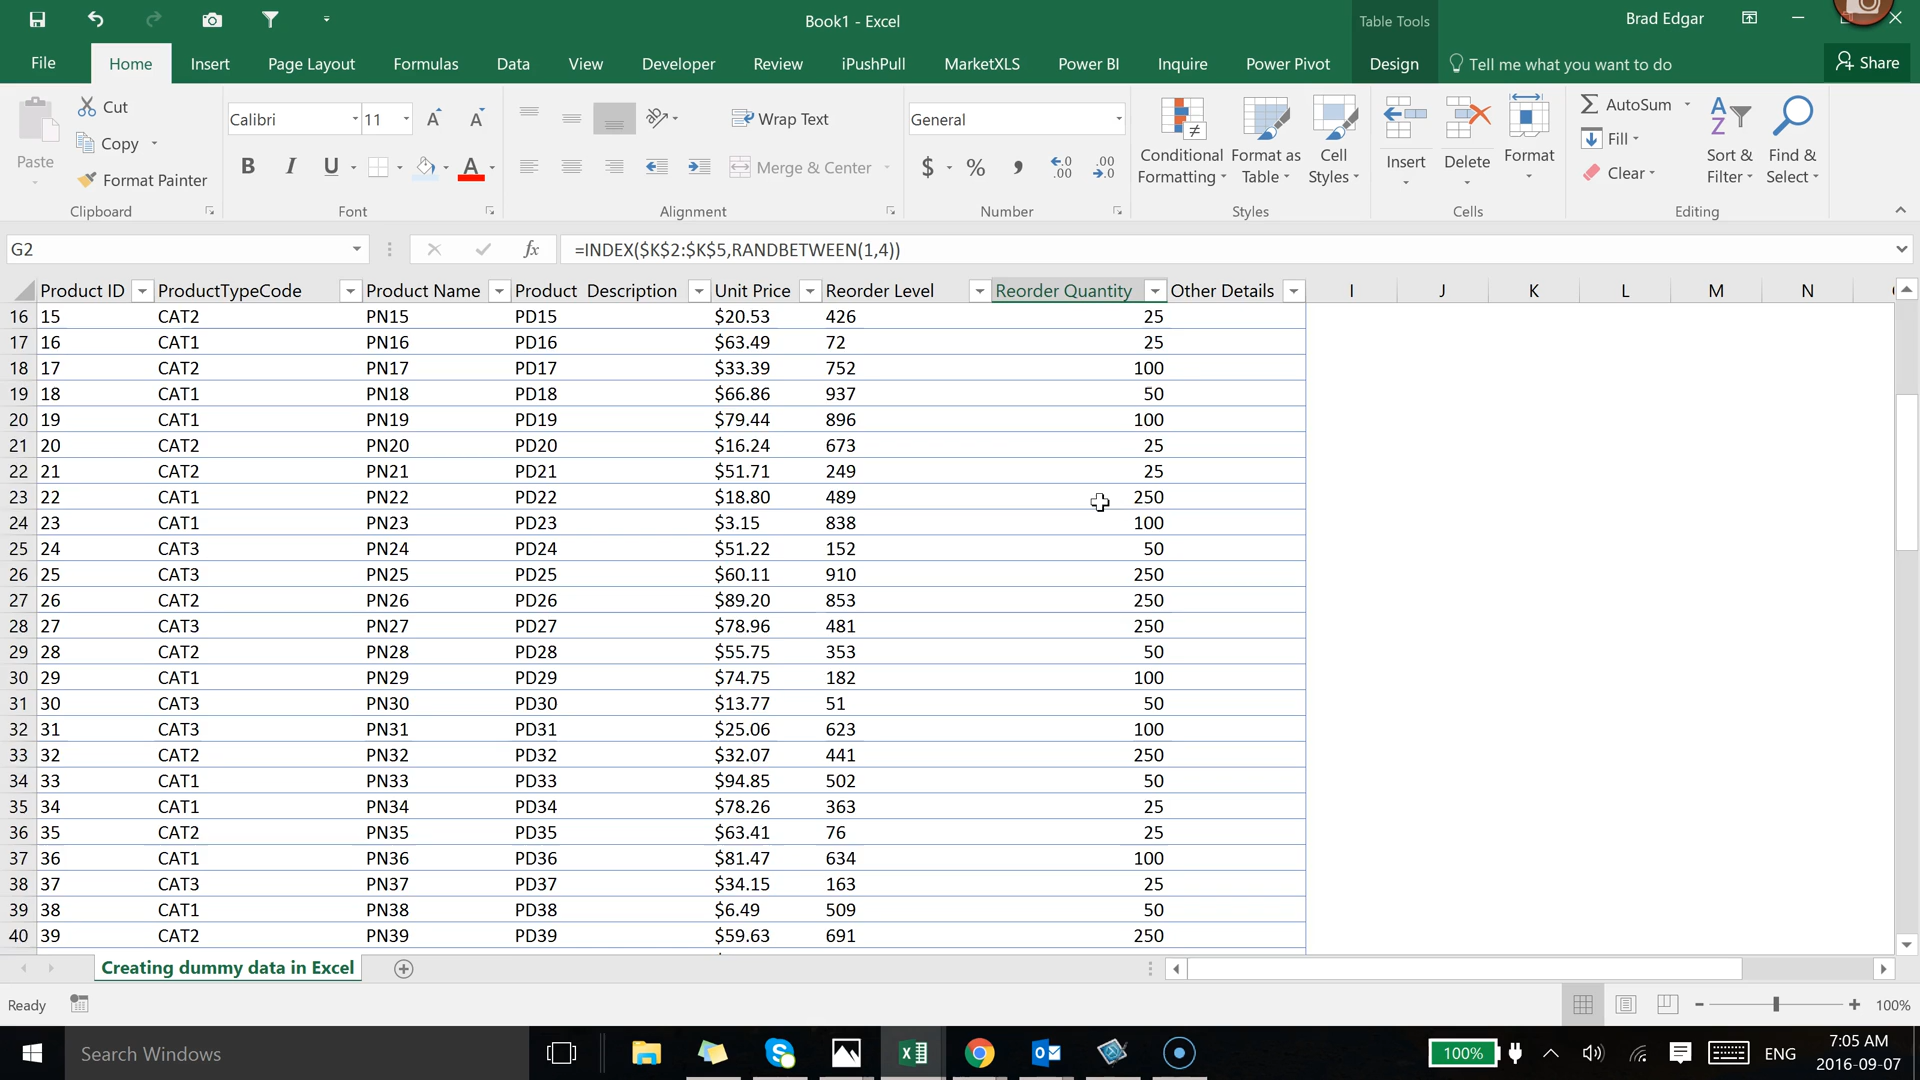 Book1 - Excel
Table Tools
Brad Edgar
File Home Insert Page Layout Formulas Data View Developer Review iPushPull MarketXLS Power BI Inquire Power Pivot Design Tell me what you want to do Share
Paste
Cut
Copy
Format Painter
Clipboard
Calibri 11
B I U A
Font
Wrap Text
Merge & Center
Alignment
General
$ % , .0 .00 .00 .0
Number
Conditional Formatting
Format as Table
Cell Styles
Styles
Insert
Delete
Format
Cells
AutoSum
Fill
Clear
Sort & Filter
Find & Select
Editing
G2 fx =INDEX($K$2:$K$5,RANDBETWEEN(1,4))
Product ID ProductTypeCode Product Name Product Description Unit Price Reorder Level Reorder Quantity Other Details I J K L M N
16 15 CAT2 PN15 PD15 $20.53 426 25
17 16 CAT1 PN16 PD16 $63.49 72 25
18 17 CAT2 PN17 PD17 $33.39 752 100
19 18 CAT1 PN18 PD18 $66.86 937 50
20 19 CAT1 PN19 PD19 $79.44 896 100
21 20 CAT2 PN20 PD20 $16.24 673 25
22 21 CAT2 PN21 PD21 $51.71 249 25
23 22 CAT1 PN22 PD22 $18.80 489 250
24 23 CAT1 PN23 PD23 $3.15 838 100
25 24 CAT3 PN24 PD24 $51.22 152 50
26 25 CAT3 PN25 PD25 $60.11 910 250
27 26 CAT2 PN26 PD26 $89.20 853 250
28 27 CAT3 PN27 PD27 $78.96 481 250
29 28 CAT2 PN28 PD28 $55.75 353 50
30 29 CAT1 PN29 PD29 $74.75 182 100
31 30 CAT3 PN30 PD30 $13.77 51 50
32 31 CAT3 PN31 PD31 $25.06 623 100
33 32 CAT2 PN32 PD32 $32.07 441 250
34 33 CAT1 PN33 PD33 $94.85 502 50
35 34 CAT1 PN34 PD34 $78.26 363 25
36 35 CAT2 PN35 PD35 $63.41 76 25
37 36 CAT1 PN36 PD36 $81.47 634 100
38 37 CAT3 PN37 PD37 $34.15 163 25
39 38 CAT1 PN38 PD38 $6.49 509 50
40 39 CAT2 PN39 PD39 $59.63 691 250
Creating dummy data in Excel
Ready 100%
Search Windows 100% ENG 7:05 AM
2016-09-07